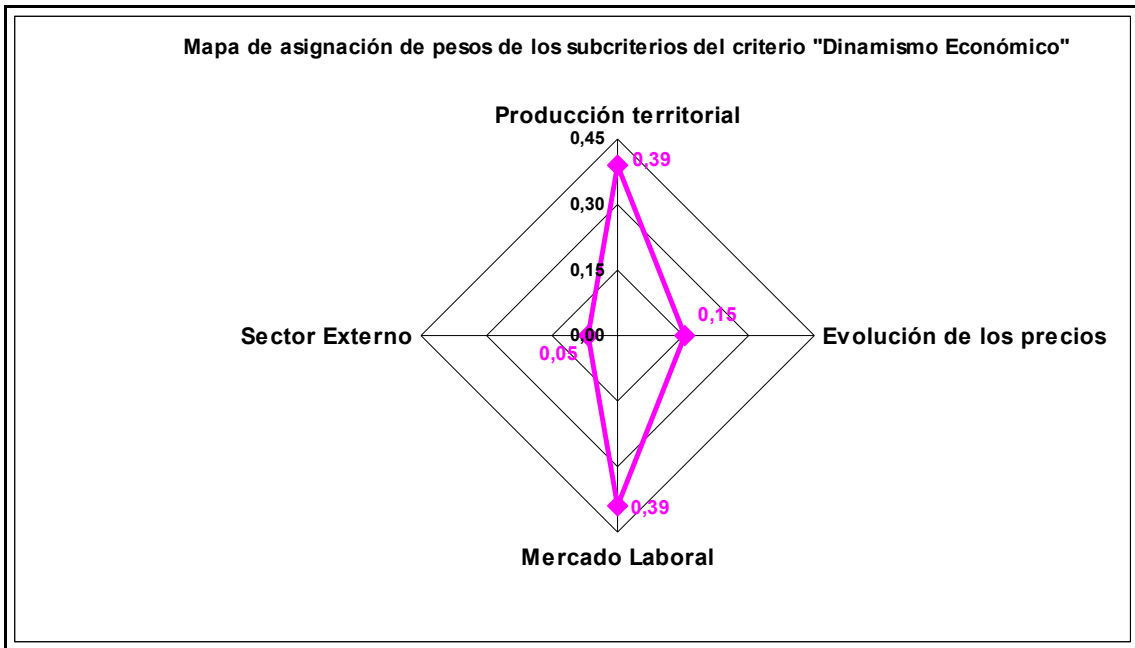 Mapa de asignación de pesos de los subcriterios del criterio "Dinamismo Económico"
Producción territorial
0,45
0,39
0,30
0,15
0,15
Sector Externo
0,00
Evolución de los precios
0,05
0,39
Mercado Laboral